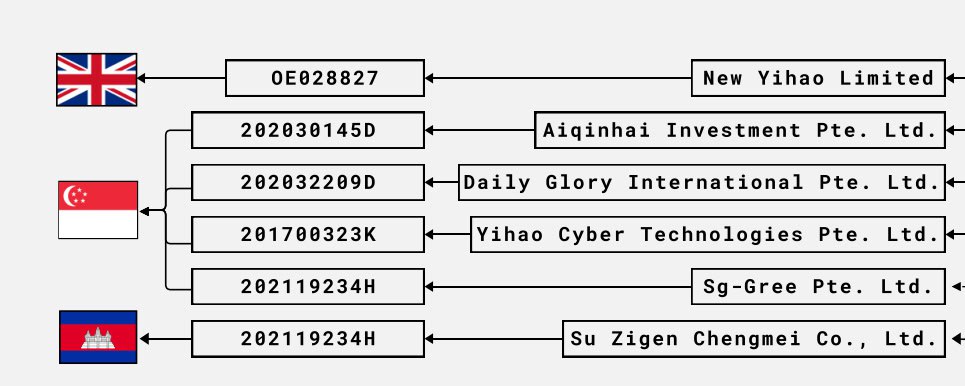 OE028827 New Yihao Limited
202030145D Aiqinhai Investment Pte. Ltd.
202032209D Daily Glory International Pte. Ltd.
201700323K Yihao Cyber Technologies Pte. Ltd.
202119234H Sg-Gree Pte. Ltd.
202119234H Su Zigen Chengmei Co., Ltd.